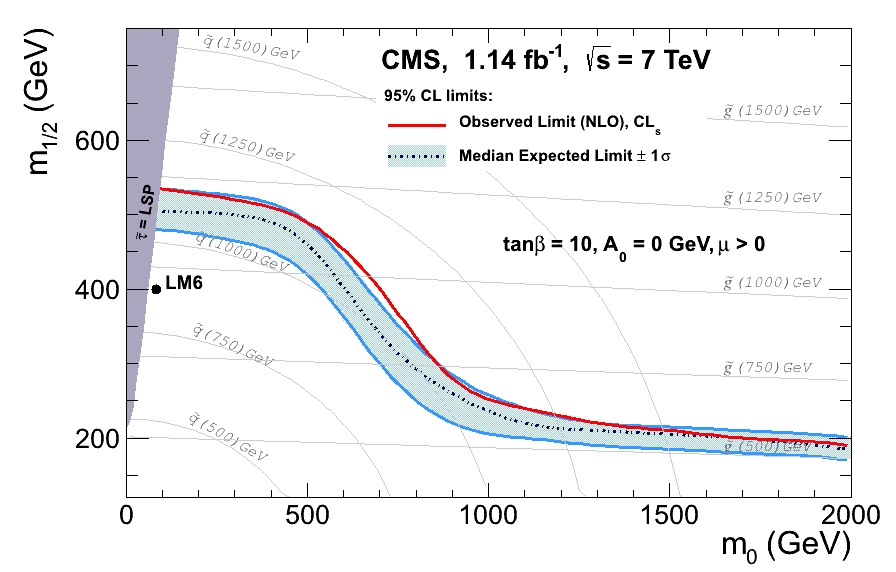 CMS, 1.14 fb⁻¹, √s = 7 TeV
95% CL limits:
Observed Limit (NLO), CLₛ
Median Expected Limit ± 1σ
tanβ = 10, A₀ = 0 GeV, μ > 0
m₁/₂ (GeV)
600
400
200
τ̃ = LSP
LM6
q̃(1500)GeV
q̃(1250)GeV
q̃(1000)GeV
q̃(750)GeV
q̃(500)GeV
g̃(1500)GeV
g̃(1250)GeV
g̃(1000)GeV
g̃(750)GeV
g̃(500)GeV
0 500 1000 1500 2000
m₀ (GeV)